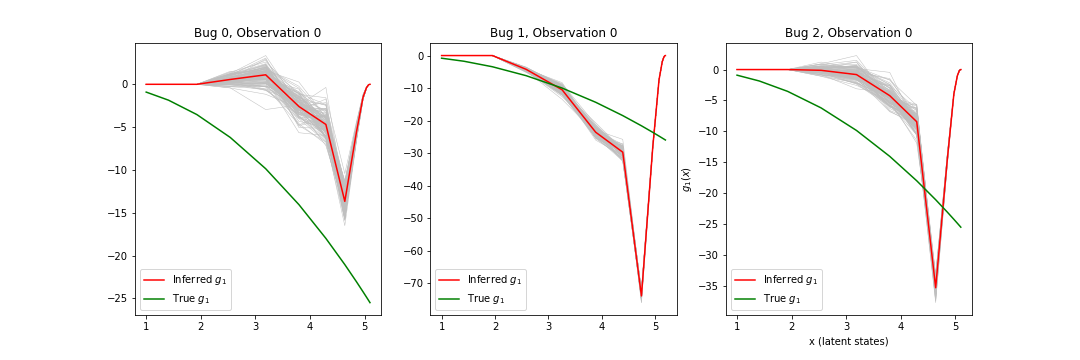 Bug 0, Observation 0
0
−5
−10
−15
−20
−25
1 2 3 4 5
Inferred g₁
True g₁
Bug 1, Observation 0
0
−10
−20
−30
−40
−50
−60
−70
1 2 3 4 5
Inferred g₁
True g₁
Bug 2, Observation 0
g₁(x)
0
−5
−10
−15
−20
−25
−30
−35
1 2 3 4 5
x (latent states)
Inferred g₁
True g₁